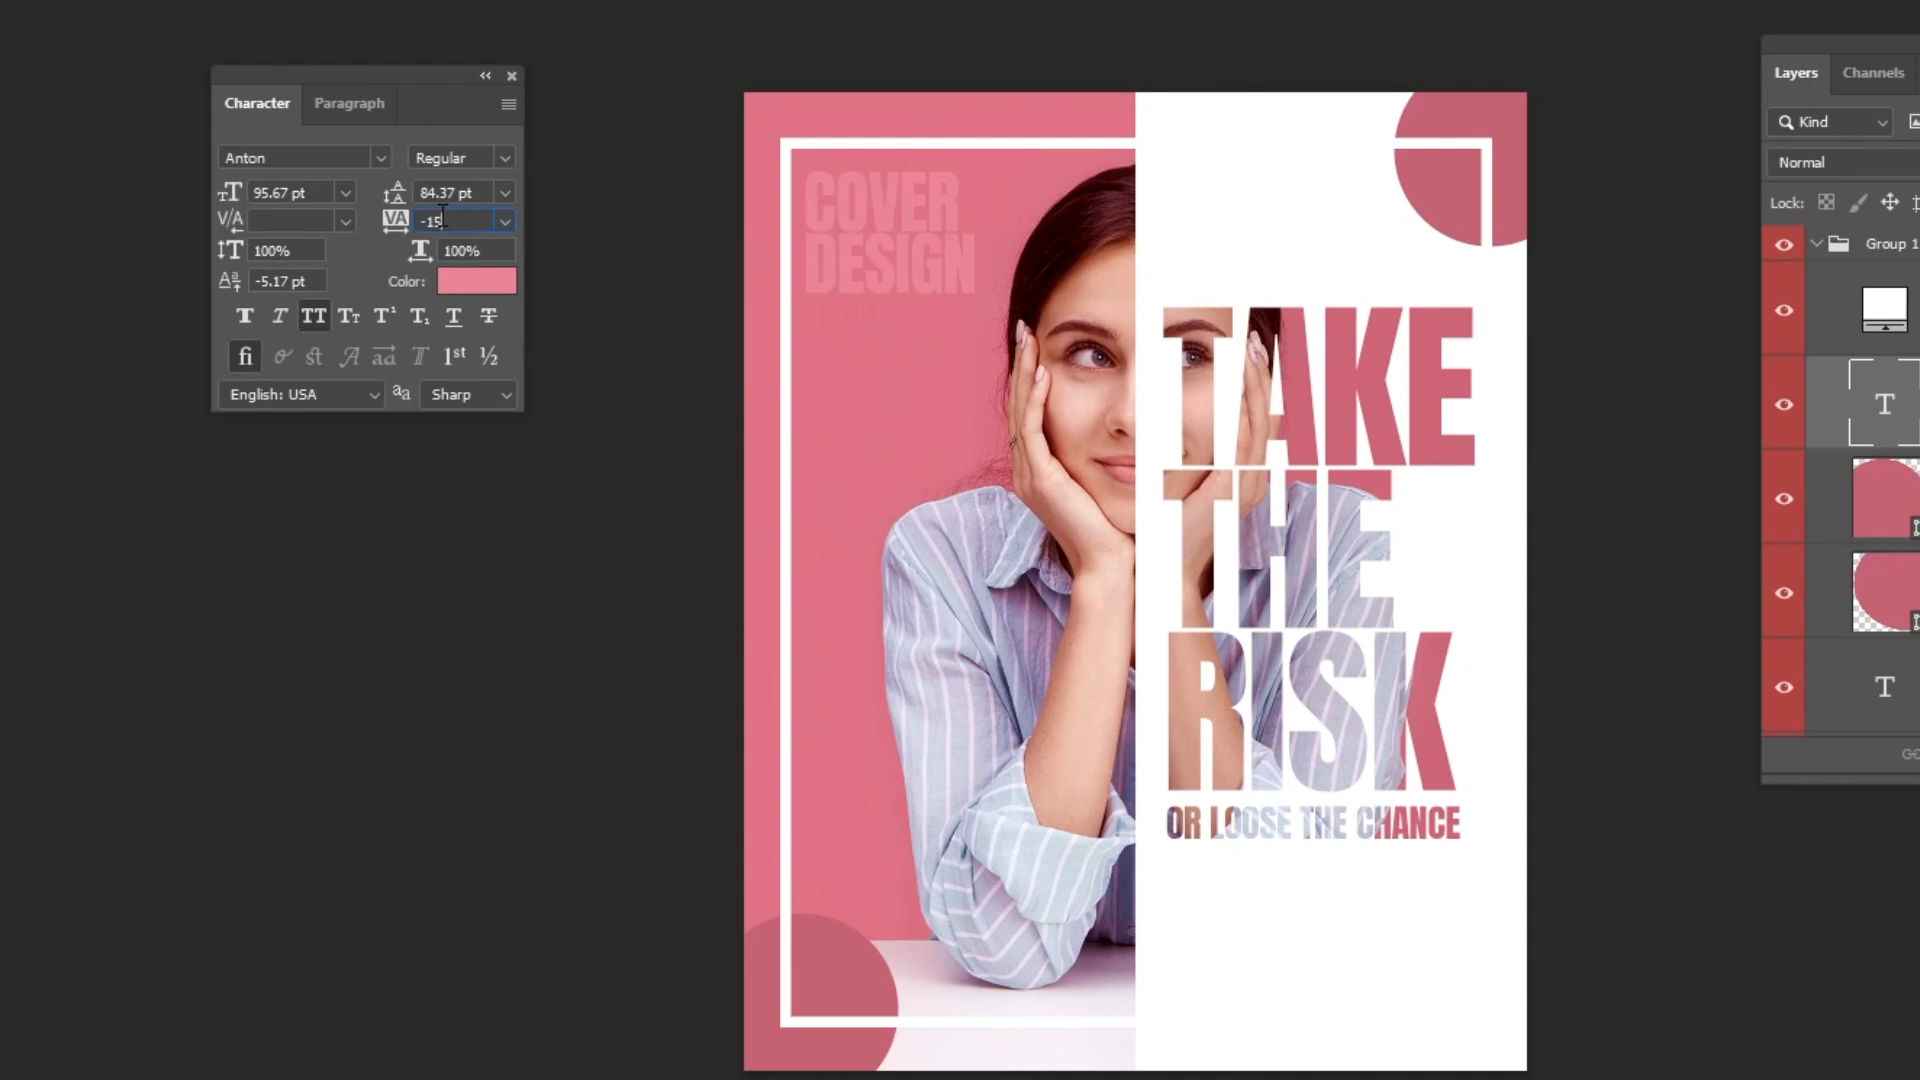 Character Paragraph
Anton Regular
95.67 pt 84.37 pt
-15
100% 100%
-5.17 pt Color:
English: USA Sharp
COVER
DESIGN
TAKE
THE
RISK
OR LOOSE THE CHANCE
Layers Channels
Kind
Normal
Lock:
Group 1